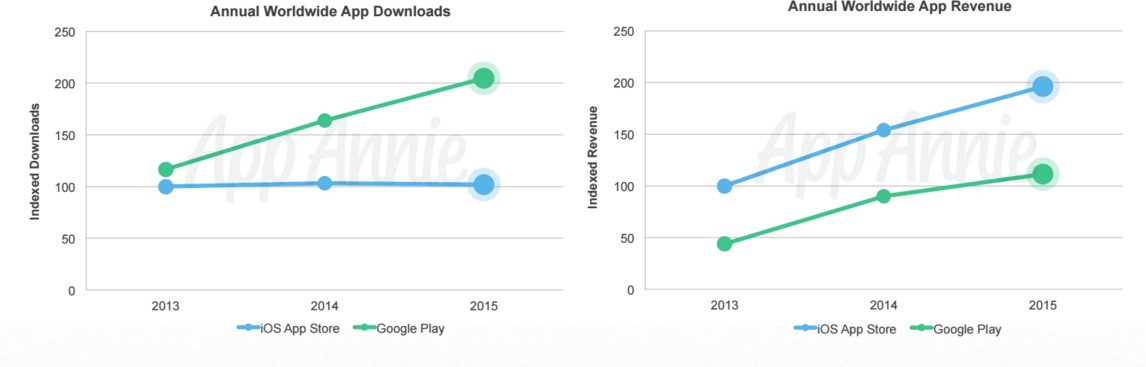 Annual Worldwide App Downloads
250
200
150
100
50
0
Indexed Downloads
App Annie
2013 2014 2015
iOS App Store Google Play
Annual Worldwide App Revenue
250
200
150
100
50
0
Indexed Revenue
App Annie
2013 2014 2015
iOS App Store Google Play